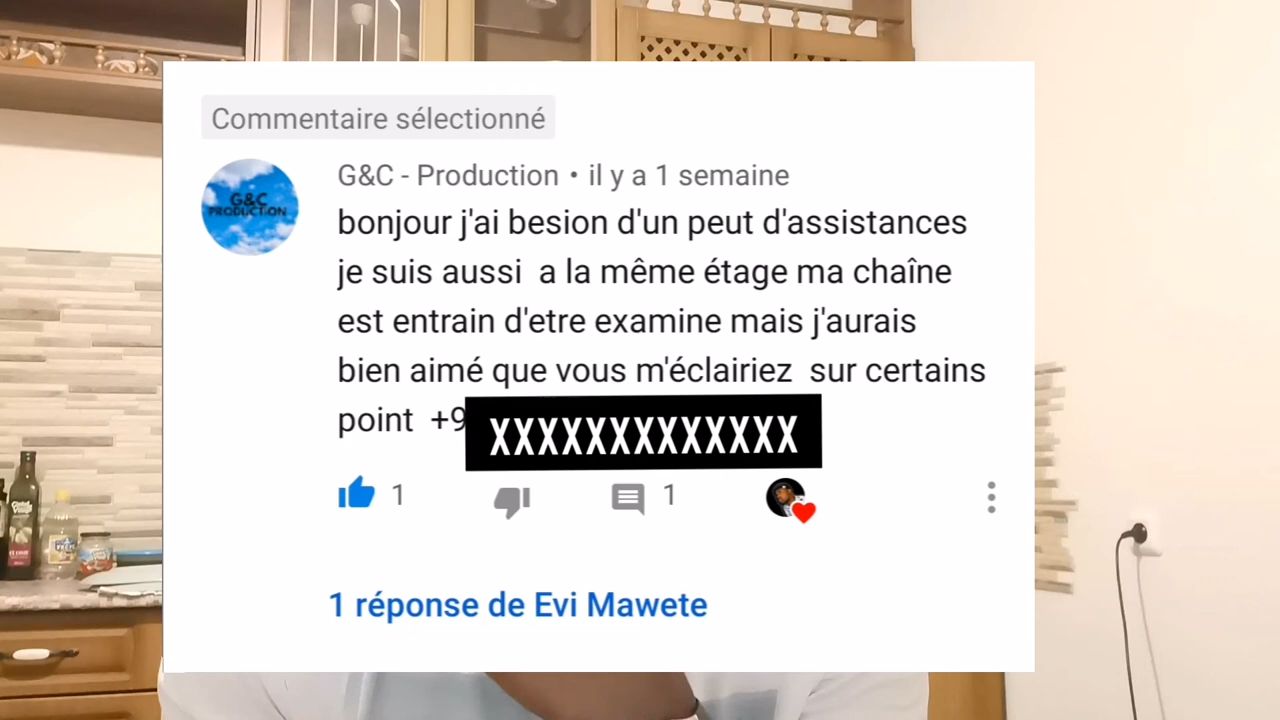 Commentaire sélectionné
G&C - Production • il y a 1 semaine
G&C
PRODUCTION
bonjour j'ai besion d'un peut d'assistances
je suis aussi  a la même étage ma chaîne
est entrain d'etre examine mais j'aurais
bien aimé que vous m'éclairiez  sur certains
point  +9
XXXXXXXXXXXXX
1
1
1 réponse de Evi Mawete